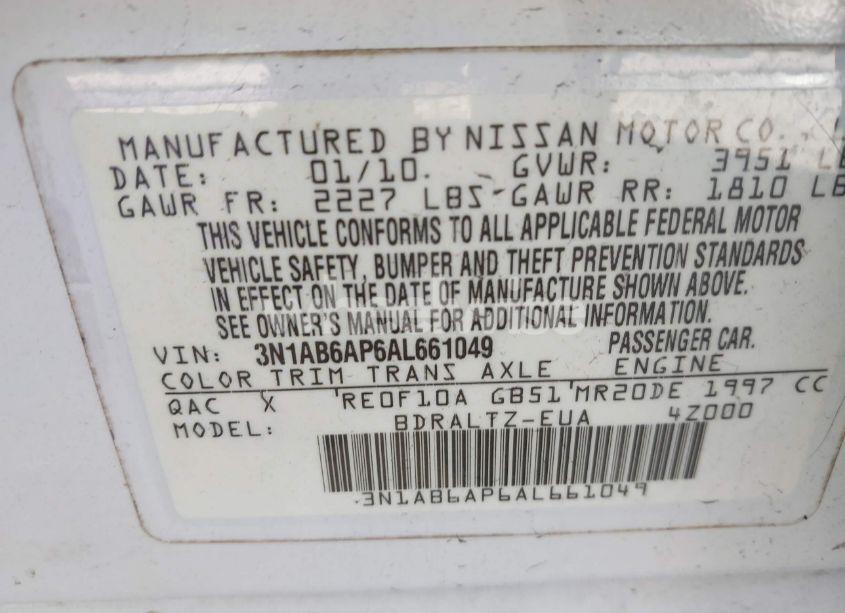 MANUFACTURED BY NISSAN MOTOR CO.
DATE: 01/10. GVWR: 3951 LB
GAWR FR: 2227 LBS-GAWR RR: 1810 LB
THIS VEHICLE CONFORMS TO ALL APPLICABLE FEDERAL MOTOR
VEHICLE SAFETY, BUMPER AND THEFT PREVENTION STANDARDS
IN EFFECT ON THE DATE OF MANUFACTURE SHOWN ABOVE.
SEE OWNER'S MANUAL FOR ADDITIONAL INFORMATION.
VIN: 3N1AB6AP6AL661049 PASSENGER CAR.
COLOR TRIM TRANS AXLE ENGINE
QAC X RE0F10A GB51 MR20DE 1997 CC
MODEL: BDRALTZ-EUA 4Z000
3N1AB6AP6AL661049